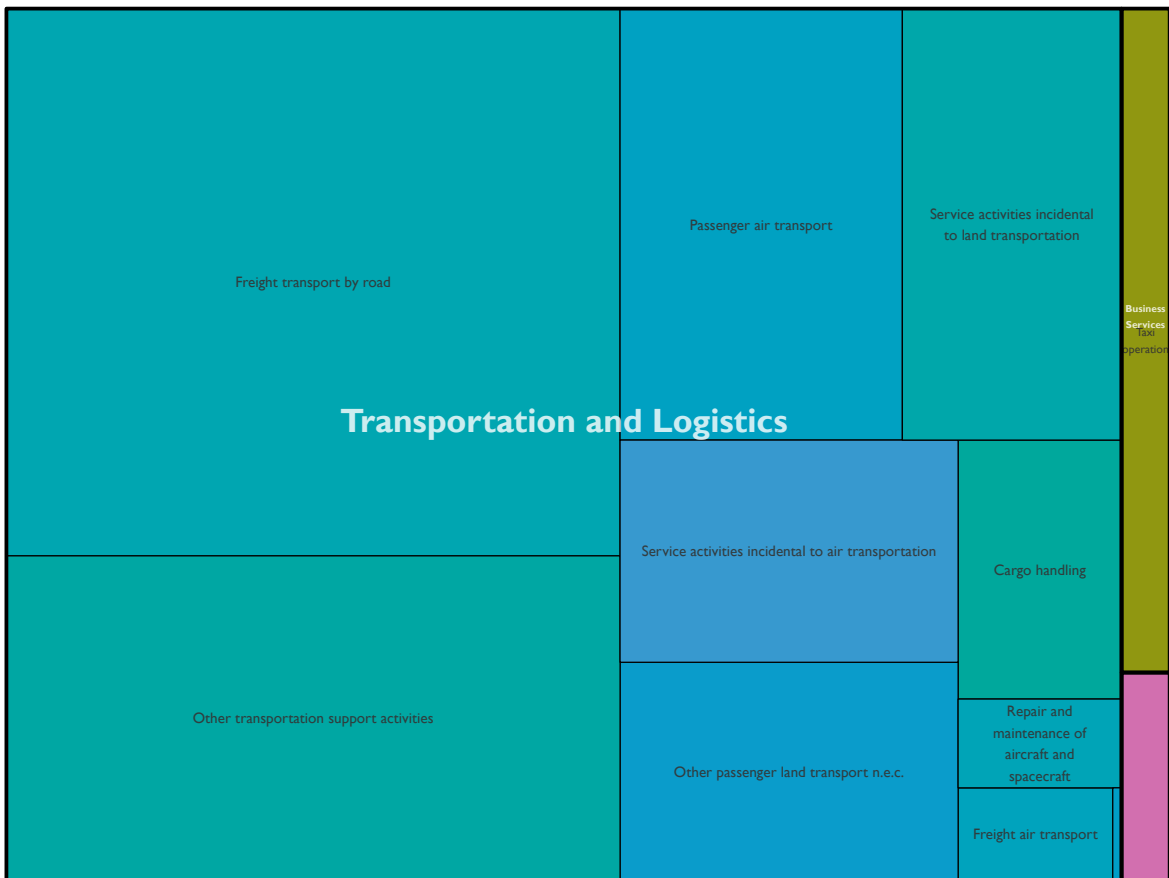 Freight transport by road
Passenger air transport
Service activities incidental
to land transportation
Business
Services
Taxi
operation
Transportation and Logistics
Service activities incidental to air transportation
Cargo handling
Other transportation support activities
Other passenger land transport n.e.c.
Repair and
maintenance of
aircraft and
spacecraft
Freight air transport